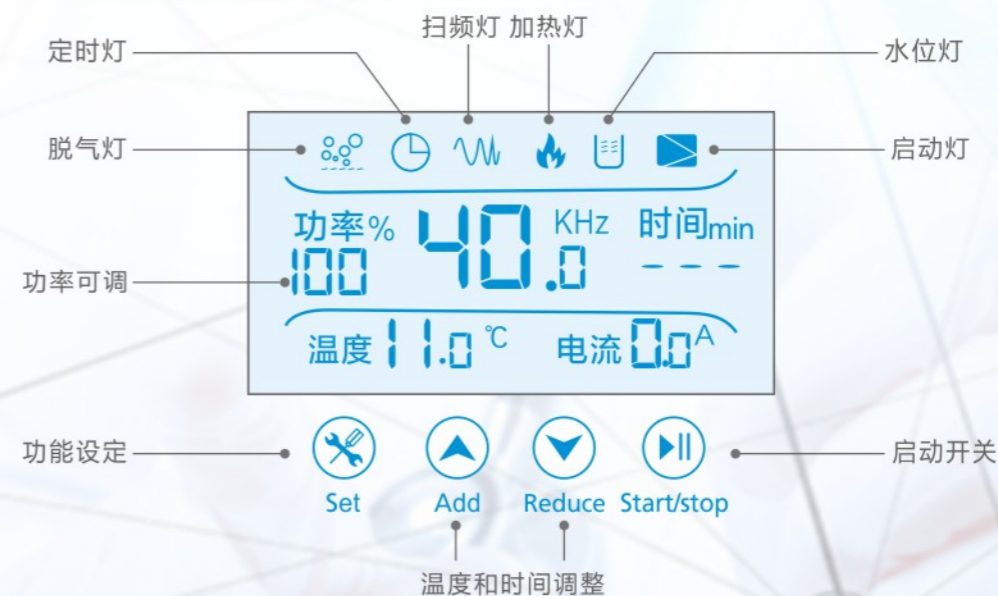 扫频灯 加热灯
定时灯
水位灯
脱气灯
启动灯
功率% 40.0 KHz 时间min
100 ---
功率可调
温度 11.0 ℃ 电流 0.0 A
功能设定
启动开关
Set Add Reduce Start/stop
温度和时间调整